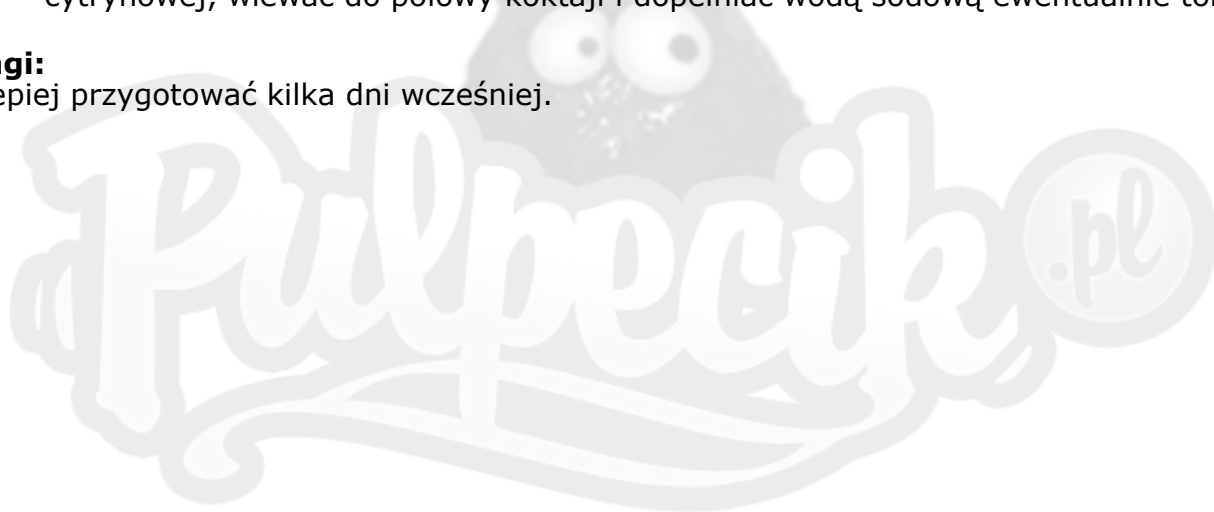 cytrynowej, wlewać do połowy koktajl i dopełniać wodą sodową ewentualnie
gi:
epiej przygotować kilka dni wcześniej.
Pulpecik .pl